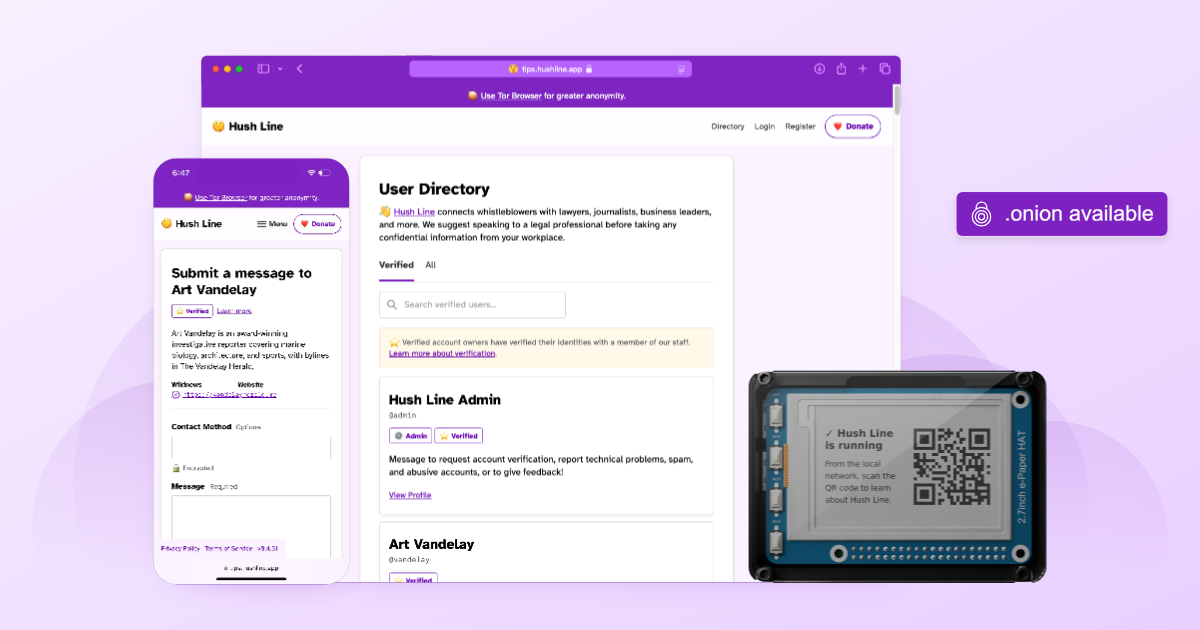 tips.hushline.app
Use Tor Browser for greater anonymity.
Hush Line
Directory
Login
Register
Donate
User Directory
Hush Line connects whistleblowers with lawyers, journalists, business leaders,
and more. We suggest speaking to a legal professional before taking any
confidential information from your workplace.
Verified
All
Search verified users...
Verified account owners have verified their identities with a member of our staff.
Learn more about verification.
Hush Line Admin
@admin
Admin
Verified
Message to request account verification, report technical problems, spam,
and abusive accounts, or to give feedback!
View Profile
Art Vandelay
@vandelay
Verified
6:47
Use Tor Browser for greater anonymity.
Hush Line
Menu
Donate
Submit a message to
Art Vandelay
Verified
Learn more.
Art Vandelay is an award-winning
investigative reporter covering marine
biology, architecture, and sports, with bylines
in The Vandelay Herald.
Wikinews
Website
Contact Method
Encrypted
Message Required
Privacy Policy
Terms of Service
tips.hushline.app
.onion available
✓ Hush Line
is running
From the local
network, scan the
QR code to learn
about Hush Line.
2.7inch e-Paper HAT